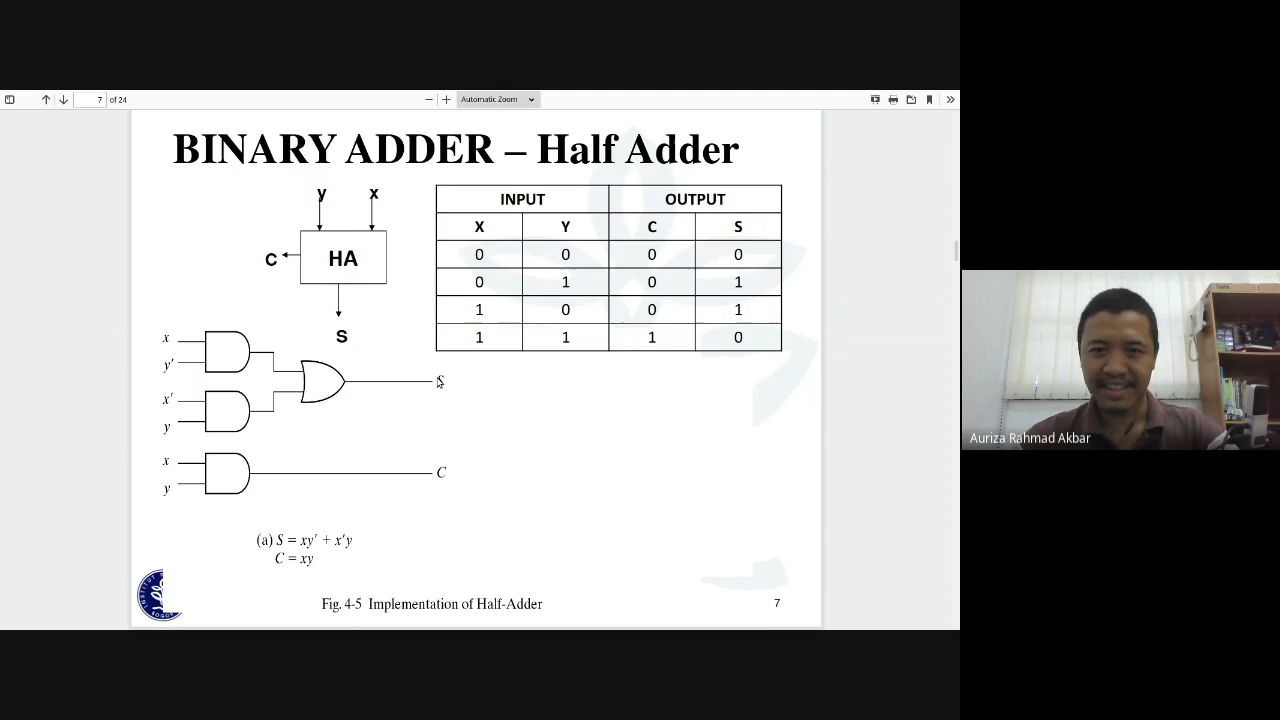 7 of 24
Automatic Zoom
BINARY ADDER – Half Adder
y x
C HA
S
INPUT OUTPUT
X Y C S
0 0 0 0
0 1 0 1
1 0 0 1
1 1 1 0
x
y'
x'
y
S
x
y
C
(a) S = xy' + x'y
C = xy
Fig. 4-5 Implementation of Half-Adder
7
Auriza Rahmad Akbar